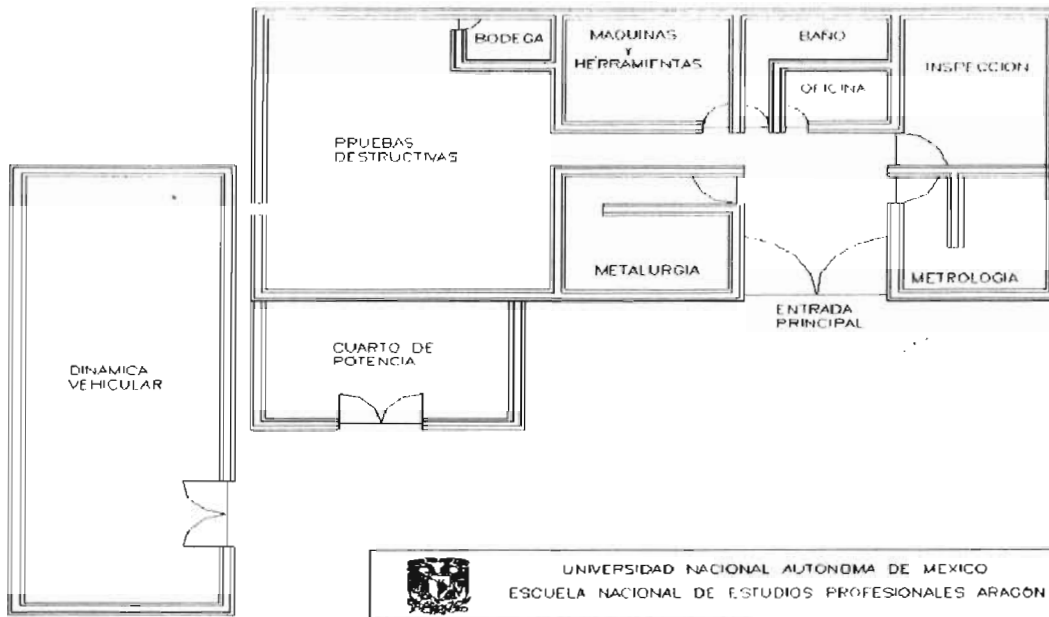 BODEGA
MAQUINAS
Y
HERRAMIENTAS
BAÑO
OFICINA
INSPECCION
PRUEBAS
DESTRUCTIVAS
METALURGIA
METROLOGIA
ENTRADA
PRINCIPAL
CUARTO DE
POTENCIA
DINAMICA
VEHICULAR
UNIVERSIDAD NACIONAL AUTONOMA DE MEXICO
ESCUELA NACIONAL DE ESTUDIOS PROFESIONALES ARAGÓN